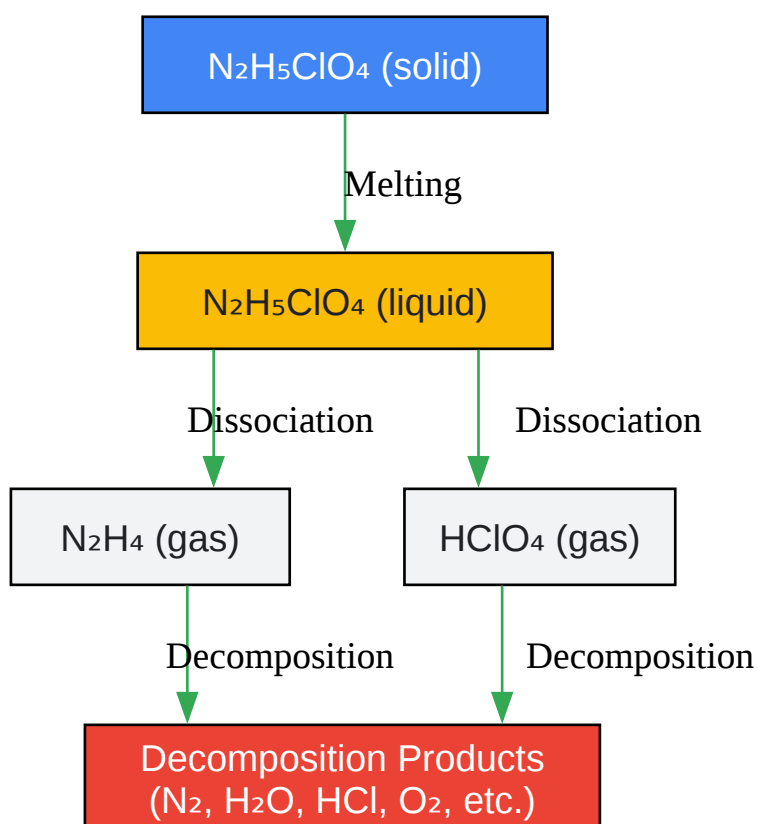 N₂H₅ClO₄ (solid)
Melting
N₂H₅ClO₄ (liquid)
Dissociation
Dissociation
N₂H₄ (gas)
HClO₄ (gas)
Decomposition
Decomposition
Decomposition Products
(N₂, H₂O, HCl, O₂, etc.)